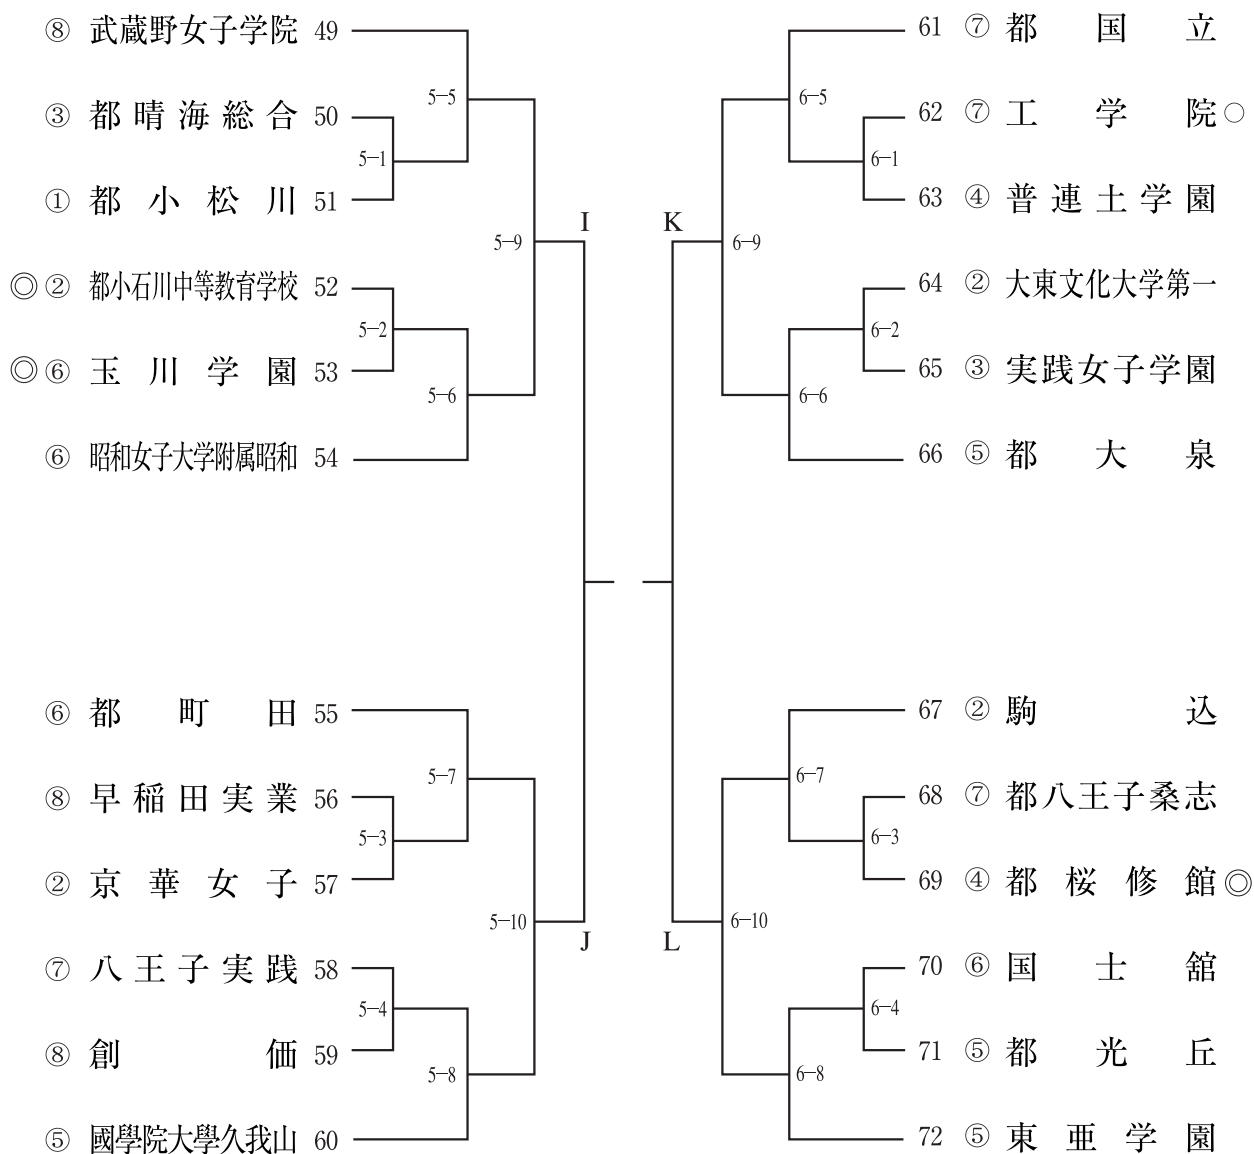 ⑧ 武蔵野女子学院 49
5-5
③ 都晴海総合 50
5-1
① 都小松川 51
I
5-9
◎② 都小石川中等教育学校 52
5-2
◎⑥ 玉川学園 53
5-6
⑥ 昭和女子大学附属昭和 54
⑥ 都町田 55
5-7
⑧ 早稲田実業 56
5-3
② 京華女子 57
5-10
J
⑦ 八王子実践 58
5-4
⑧ 創価 59
5-8
⑤ 國學院大學久我山 60
61 ⑦ 都国立
6-5
62 ⑦ 工学院○
6-1
63 ④ 普連土学園
K
6-9
64 ② 大東文化大学第一
6-2
65 ③ 実践女子学園
6-6
66 ⑤ 都大泉
67 ② 駒込
6-7
68 ⑦ 都八王子桑志
6-3
69 ④ 都桜修館◎
6-10
L
70 ⑥ 国士舘
6-4
71 ⑤ 都光丘
6-8
72 ⑤ 東亜学園